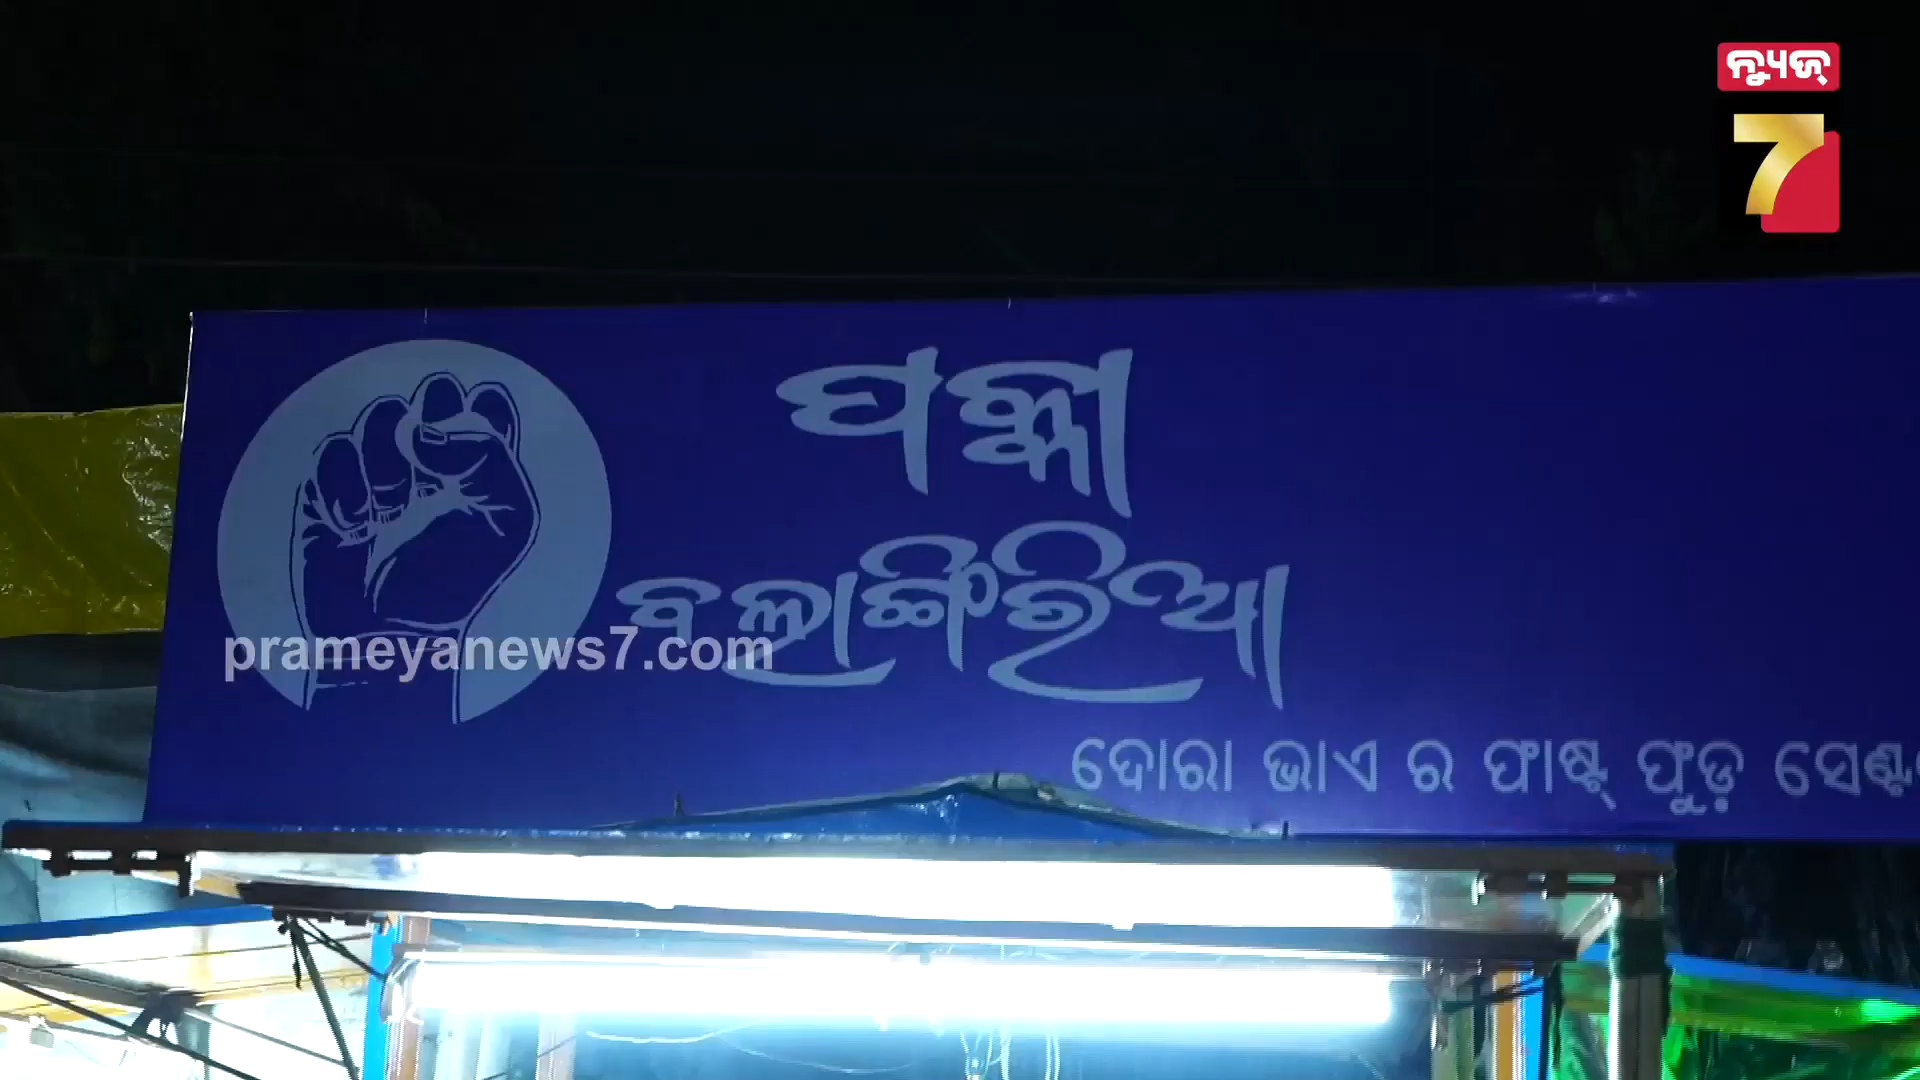 ନ୍ୟୁଜ୍
7
ପକ୍କା
ବଲାଙ୍ଗିରିଆ
prameyanews7.com
ଦୋରା ଭାଏ ର ଫାଷ୍ଟ ଫୁଡ଼